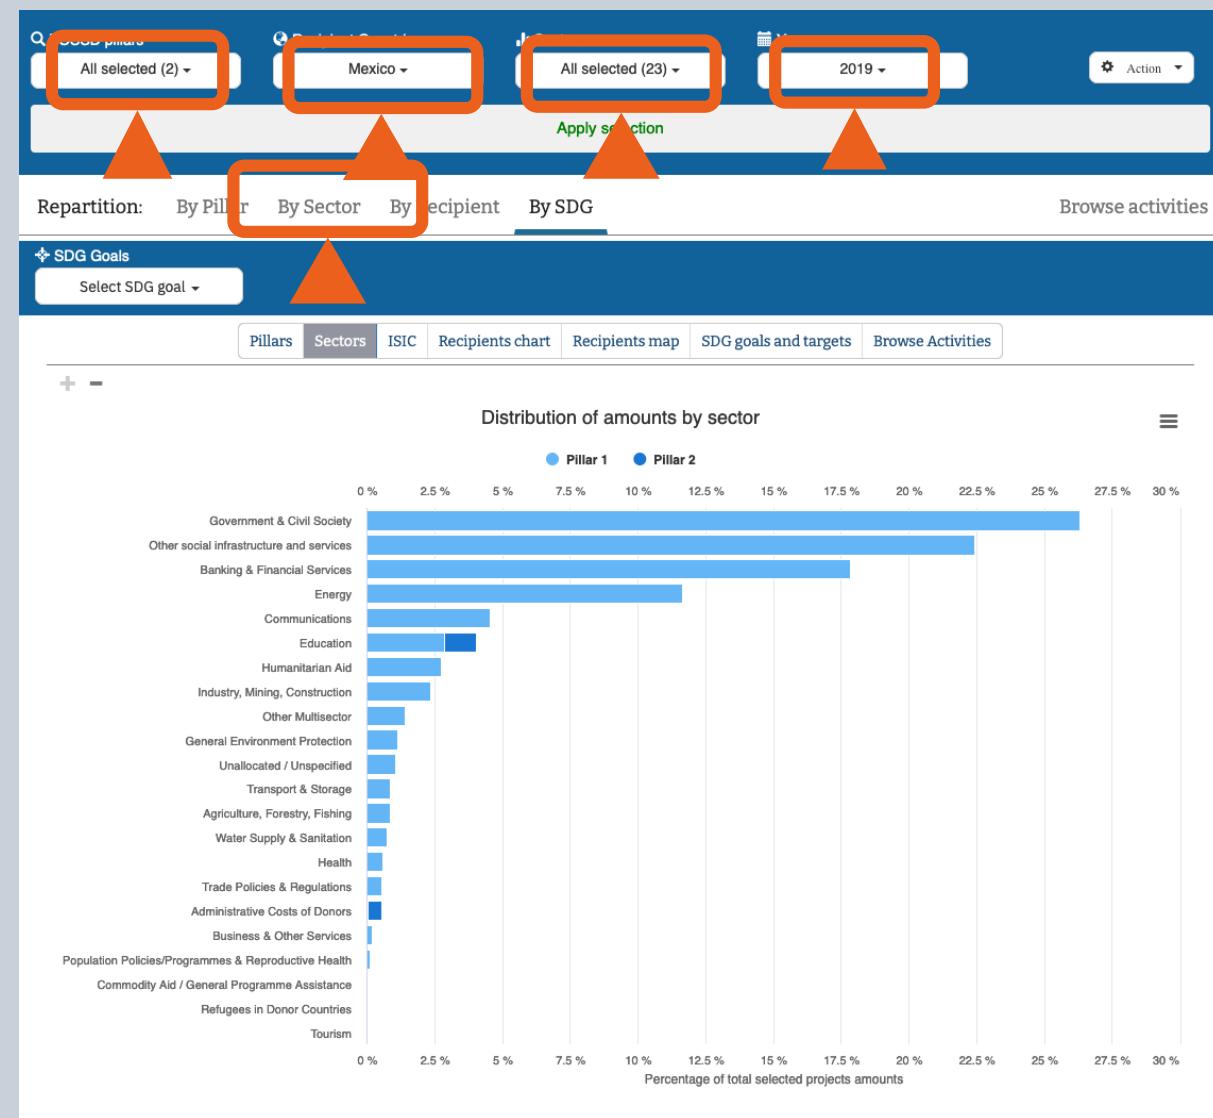 pillars
All selected (2)
Mexico
All selected (23)
2019
Action
Apply selection
Repartition: By Pillar By Sector By Recipient By SDG Browse activities
SDG Goals
Select SDG goal
Pillars Sectors ISIC Recipients chart Recipients map SDG goals and targets Browse Activities
Distribution of amounts by sector
Pillar 1 Pillar 2
0 % 2.5 % 5 % 7.5 % 10 % 12.5 % 15 % 17.5 % 20 % 22.5 % 25 % 27.5 % 30 %
Government & Civil Society
Other social infrastructure and services
Banking & Financial Services
Energy
Communications
Education
Humanitarian Aid
Industry, Mining, Construction
Other Multisector
General Environment Protection
Unallocated / Unspecified
Transport & Storage
Agriculture, Forestry, Fishing
Water Supply & Sanitation
Health
Trade Policies & Regulations
Administrative Costs of Donors
Business & Other Services
Population Policies/Programmes & Reproductive Health
Commodity Aid / General Programme Assistance
Refugees in Donor Countries
Tourism
0 % 2.5 % 5 % 7.5 % 10 % 12.5 % 15 % 17.5 % 20 % 22.5 % 25 % 27.5 % 30 %
Percentage of total selected projects amounts